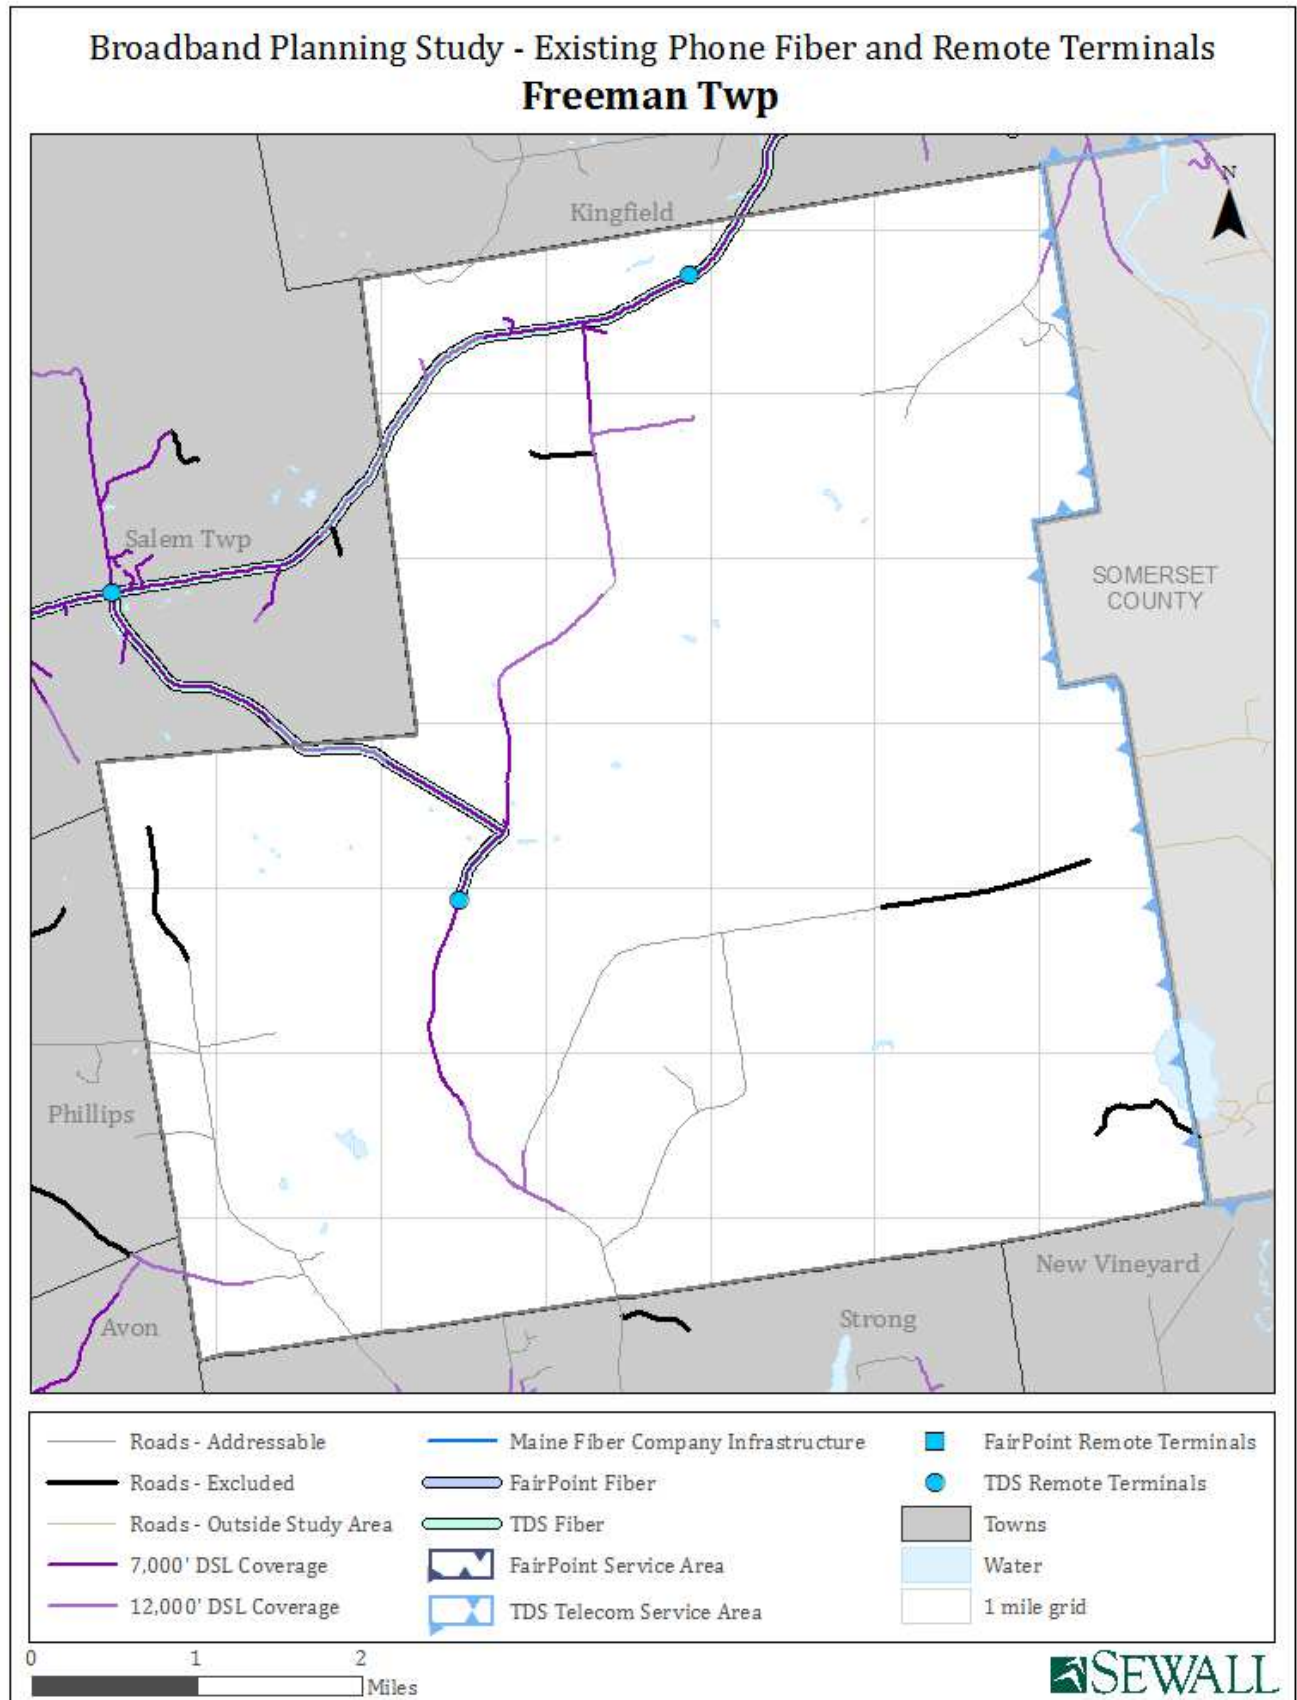 Broadband Planning Study - Existing Phone Fiber and Remote Terminals
Freeman Twp
N
Kingfield
Salem Twp
SOMERSET
COUNTY
Phillips
New Vineyard
Avon
Strong
Roads - Addressable
Roads - Excluded
Roads - Outside Study Area
7,000' DSL Coverage
12,000' DSL Coverage
Maine Fiber Company Infrastructure
FairPoint Fiber
TDS Fiber
FairPoint Service Area
TDS Telecom Service Area
FairPoint Remote Terminals
TDS Remote Terminals
Towns
Water
1 mile grid
0 1 2
Miles
SEWALL